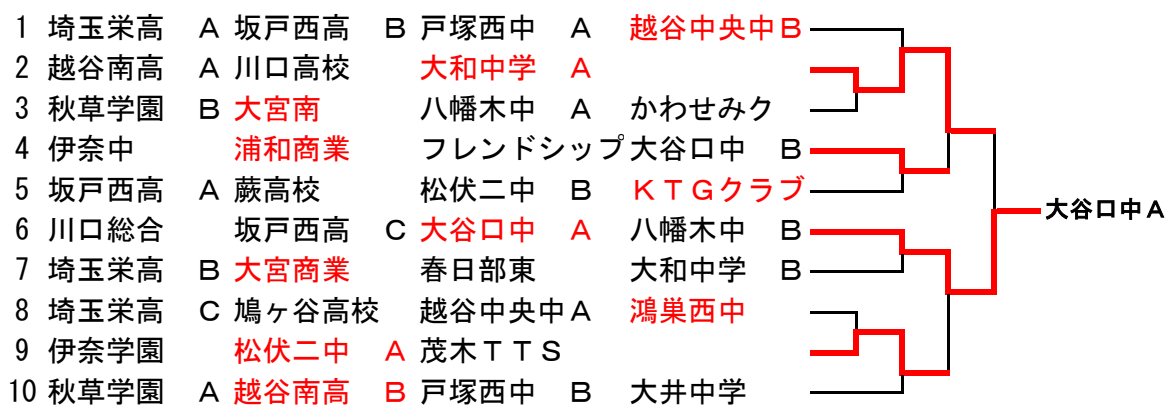 1 埼玉栄高 A 坂戸西高 B 戸塚西中 A 越谷中央中B
2 越谷南高 A 川口高校 大和中学 A
3 秋草学園 B 大宮南 八幡木中 A かわせみク
4 伊奈中 浦和商業 フレンドシップ 大谷口中 B
5 坂戸西高 A 蕨高校 松伏二中 B KTGクラブ
大谷口中A
6 川口総合 坂戸西高 C 大谷口中 A 八幡木中 B
7 埼玉栄高 B 大宮商業 春日部東 大和中学 B
8 埼玉栄高 C 鳩ヶ谷高校 越谷中央中A 鴻巣西中
9 伊奈学園 松伏二中 A 茂木TTS
10 秋草学園 A 越谷南高 B 戸塚西中 B 大井中学